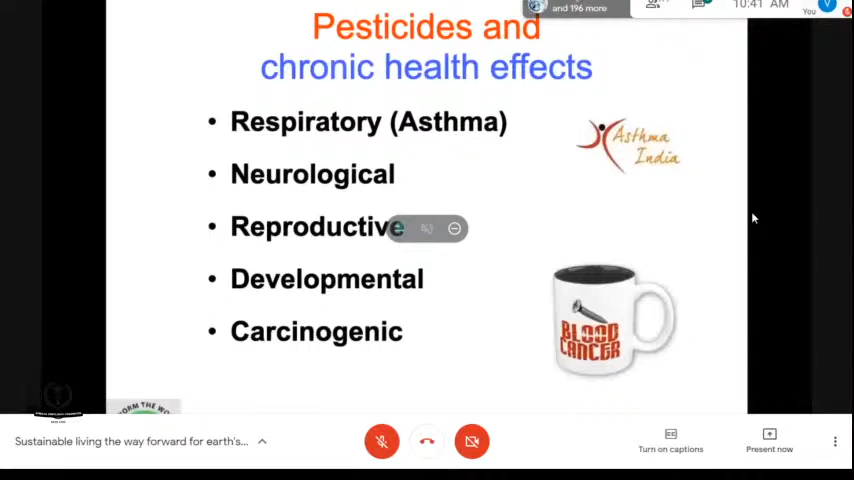 and 196 more
10:41 AM
You
Pesticides and
chronic health effects
• Respiratory (Asthma)
• Neurological
• Reproductive
• Developmental
• Carcinogenic
Asthma
India
BLOOD
CANCER
Sustainable living the way forward for earth's...
Turn on captions
Present now